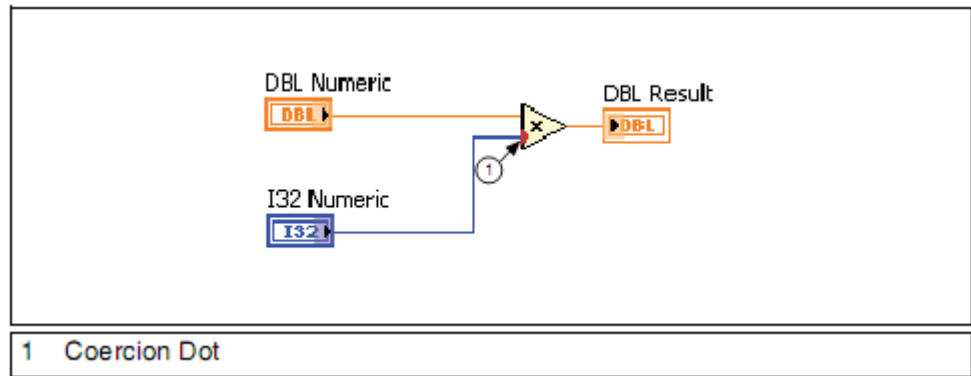 DBL Numeric
DBL
x
DBL Result
DBL
1
I32 Numeric
I32
1 Coercion Dot